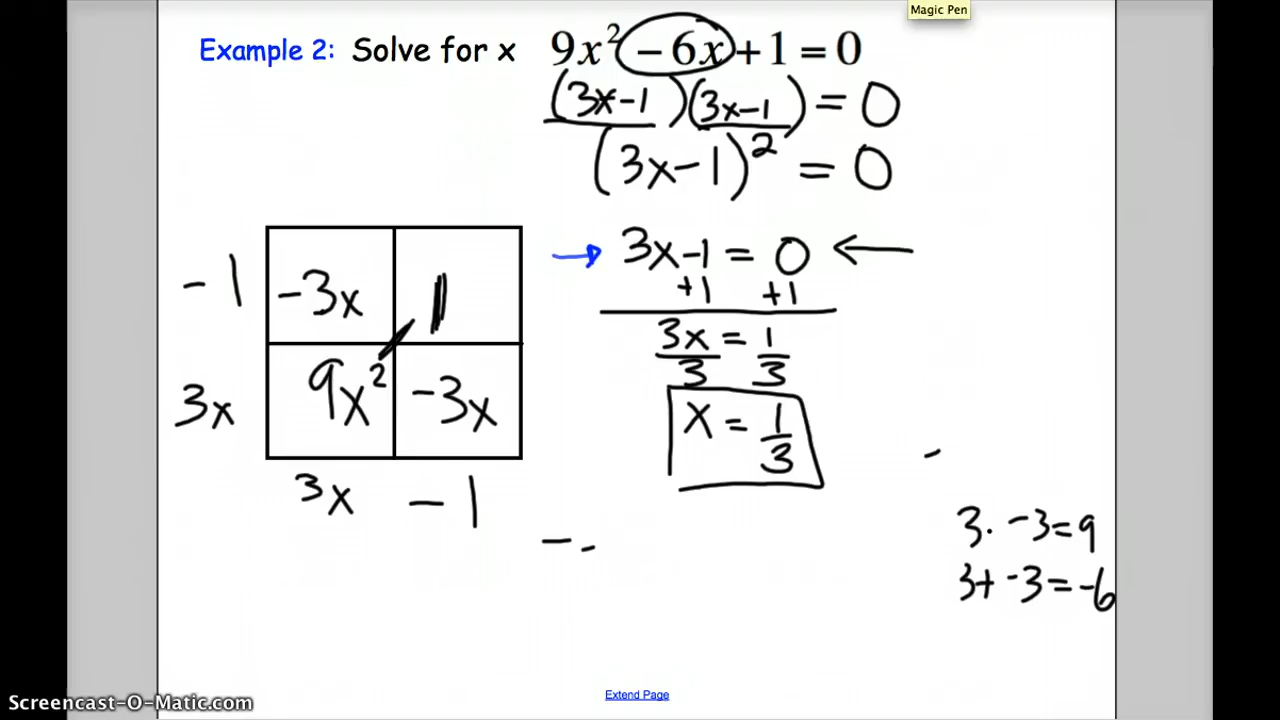 Magic Pen
Example 2: Solve for x 9x² - 6x + 1 = 0
(3x-1)(3x-1) = 0
(3x-1)² = 0
3x-1 = 0
+1 +1
3x/3 = 1/3
x = 1/3
-1 -3x 1
3x 9x² -3x
3x -1
3 · -3 = 9
3 + -3 = -6
Extend Page
Screencast-O-Matic.com